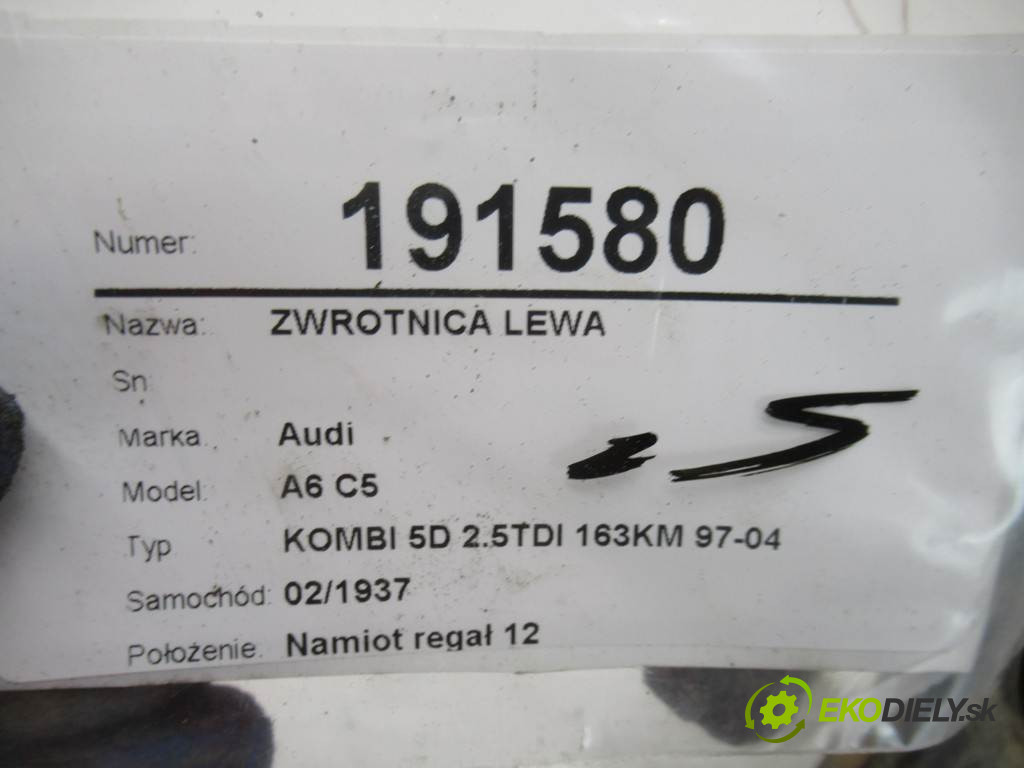 Numer: 191580
Nazwa: ZWROTNICA LEWA
Sn
Marka. Audi
Model: A6 C5
Typ KOMBI 5D 2.5TDI 163KM 97-04
Samochód: 02/1937
Położenie. Namiot regał 12
EKODIELY.sk